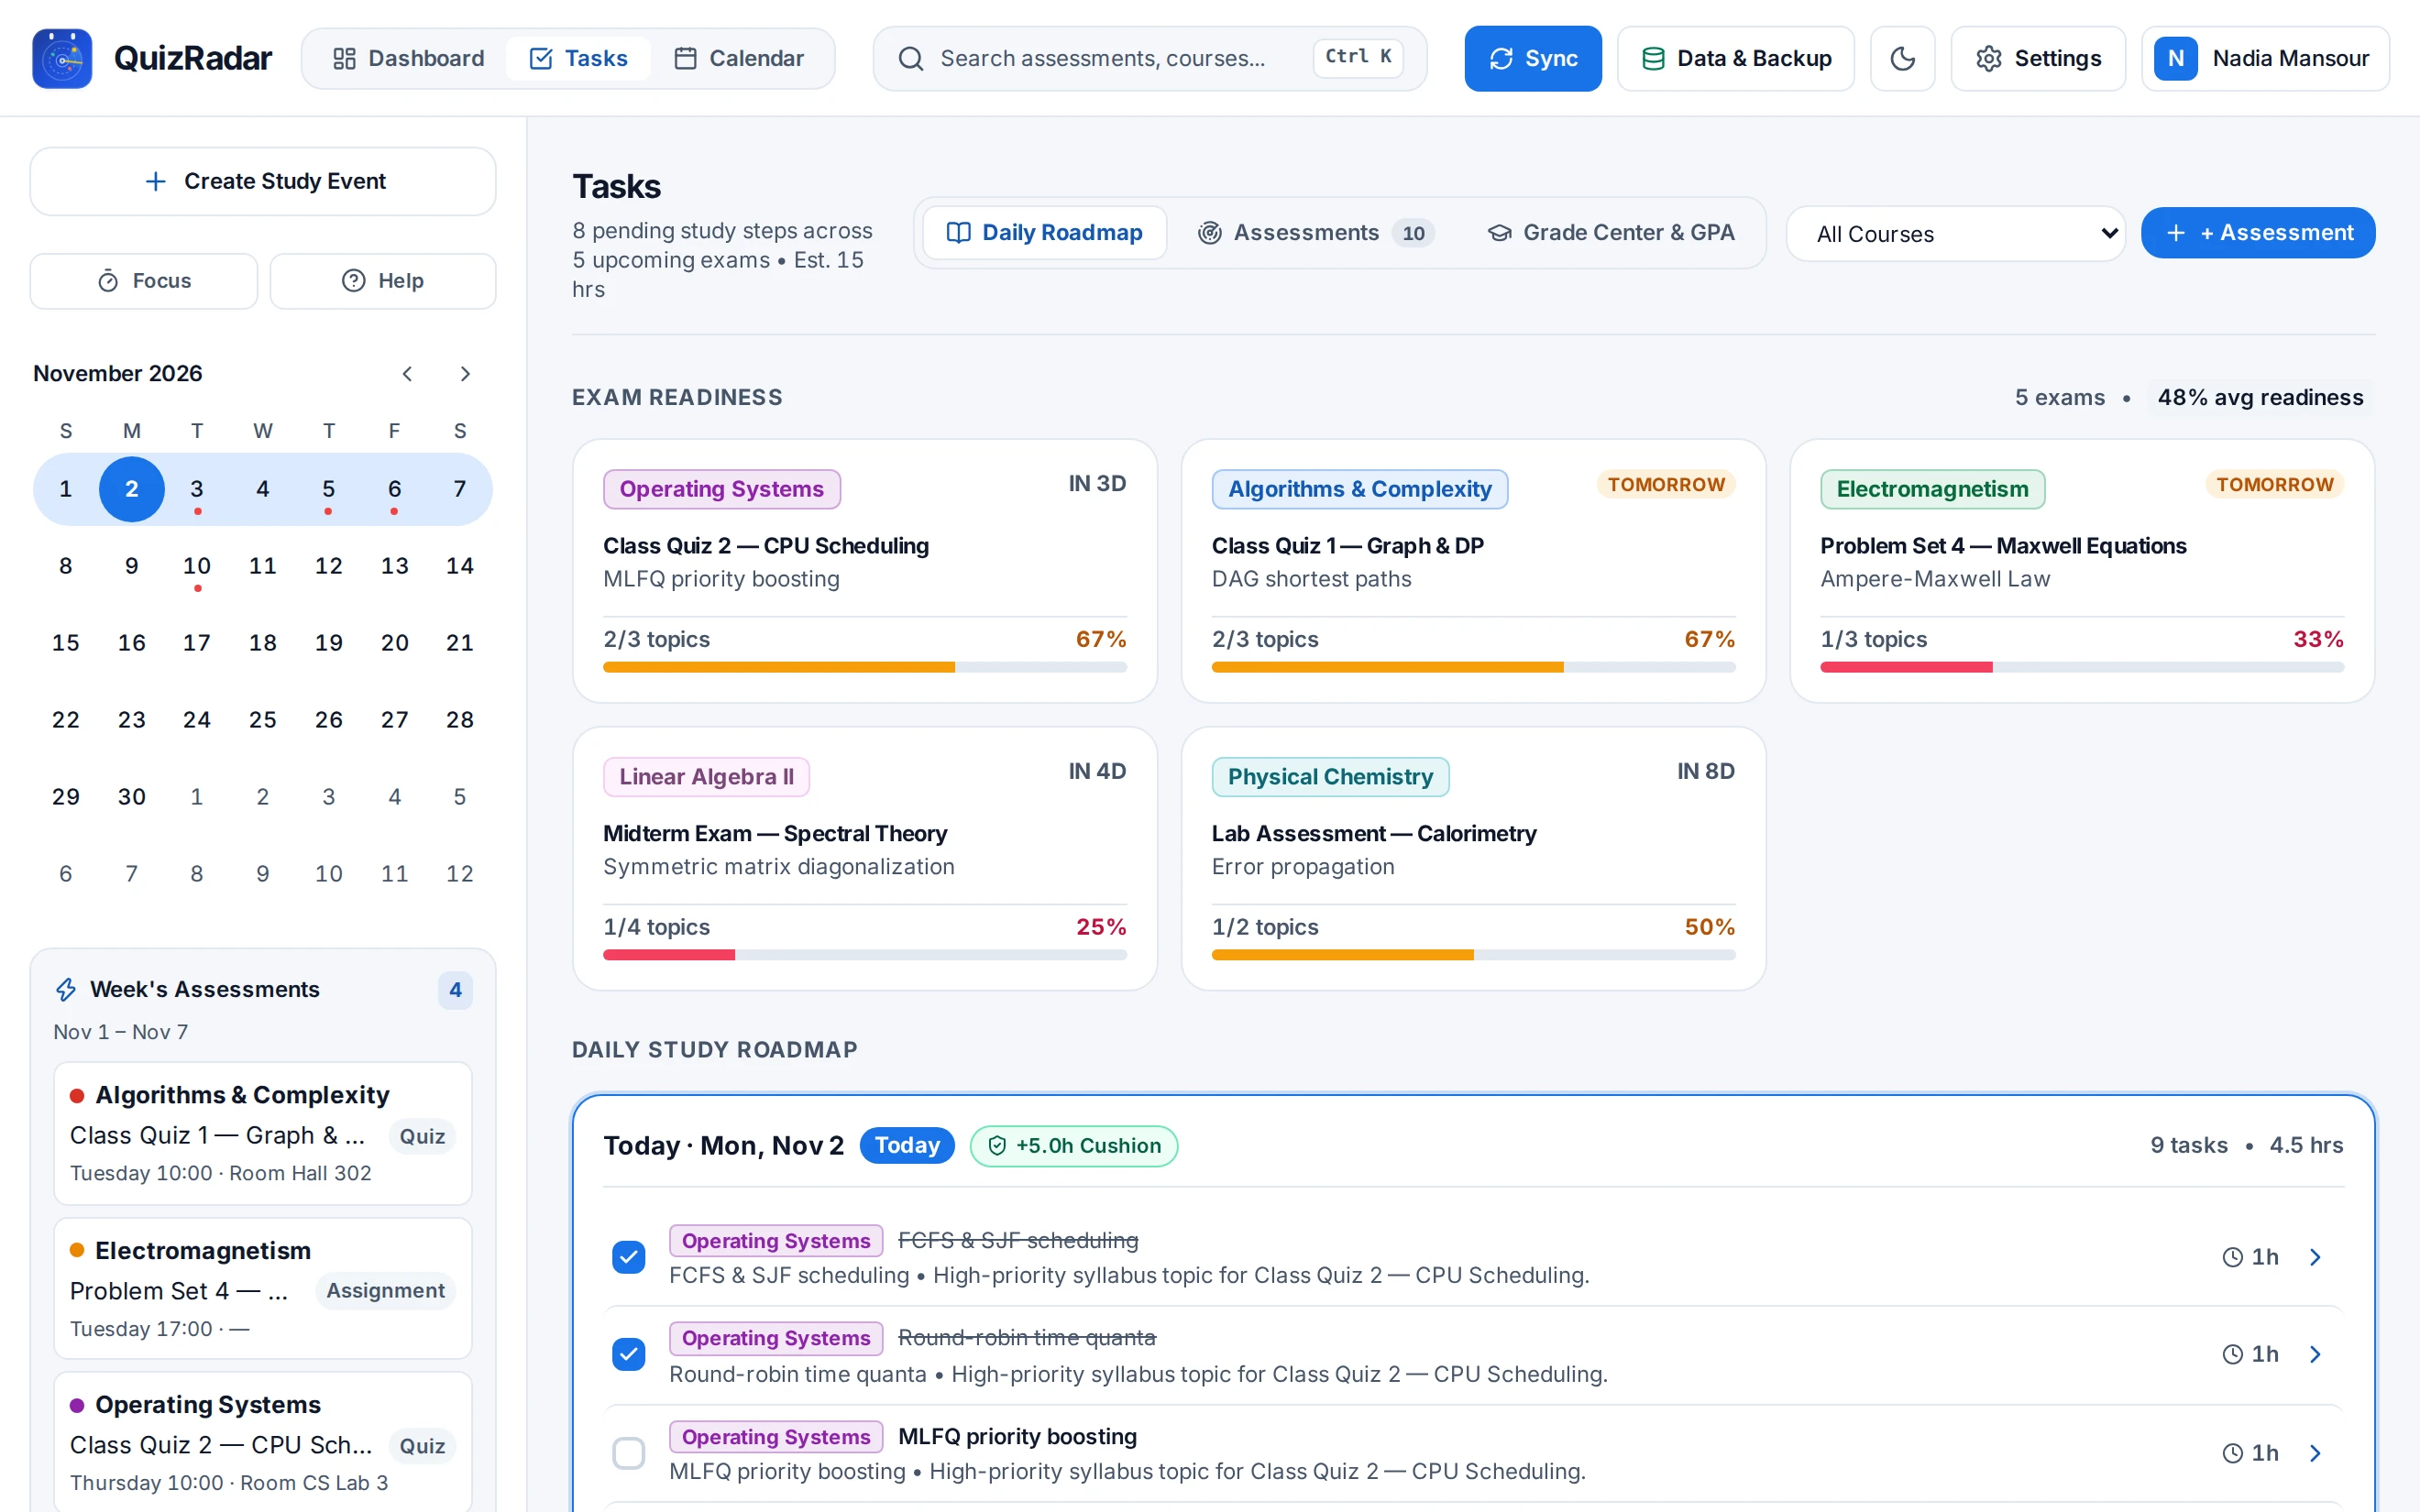 QuizRadar
Dashboard
Tasks
Calendar
Search assessments, courses...
Ctrl K
Sync
Data & Backup
Settings
N
Nadia Mansour
Create Study Event
Focus
Help
November 2026
S M T W T F S
1 2 3 4 5 6 7
8 9 10 11 12 13 14
15 16 17 18 19 20 21
22 23 24 25 26 27 28
29 30 1 2 3 4 5
6 7 8 9 10 11 12
Week's Assessments
4
Nov 1 – Nov 7
Algorithms & Complexity
Class Quiz 1 — Graph & ...
Quiz
Tuesday 10:00 · Room Hall 302
Electromagnetism
Problem Set 4 — ...
Assignment
Tuesday 17:00 · —
Operating Systems
Class Quiz 2 — CPU Sch...
Quiz
Thursday 10:00 · Room CS Lab 3
Tasks
8 pending study steps across
5 upcoming exams • Est. 15
hrs
Daily Roadmap
Assessments 10
Grade Center & GPA
All Courses
+ Assessment
EXAM READINESS
5 exams • 48% avg readiness
Operating Systems
IN 3D
Class Quiz 2 — CPU Scheduling
MLFQ priority boosting
2/3 topics
67%
Algorithms & Complexity
TOMORROW
Class Quiz 1 — Graph & DP
DAG shortest paths
2/3 topics
67%
Electromagnetism
TOMORROW
Problem Set 4 — Maxwell Equations
Ampere-Maxwell Law
1/3 topics
33%
Linear Algebra II
IN 4D
Midterm Exam — Spectral Theory
Symmetric matrix diagonalization
1/4 topics
25%
Physical Chemistry
IN 8D
Lab Assessment — Calorimetry
Error propagation
1/2 topics
50%
DAILY STUDY ROADMAP
Today · Mon, Nov 2
Today
+5.0h Cushion
9 tasks • 4.5 hrs
Operating Systems
FCFS & SJF scheduling
FCFS & SJF scheduling • High-priority syllabus topic for Class Quiz 2 — CPU Scheduling.
1h
Operating Systems
Round-robin time quanta
Round-robin time quanta • High-priority syllabus topic for Class Quiz 2 — CPU Scheduling.
1h
Operating Systems
MLFQ priority boosting
MLFQ priority boosting • High-priority syllabus topic for Class Quiz 2 — CPU Scheduling.
1h